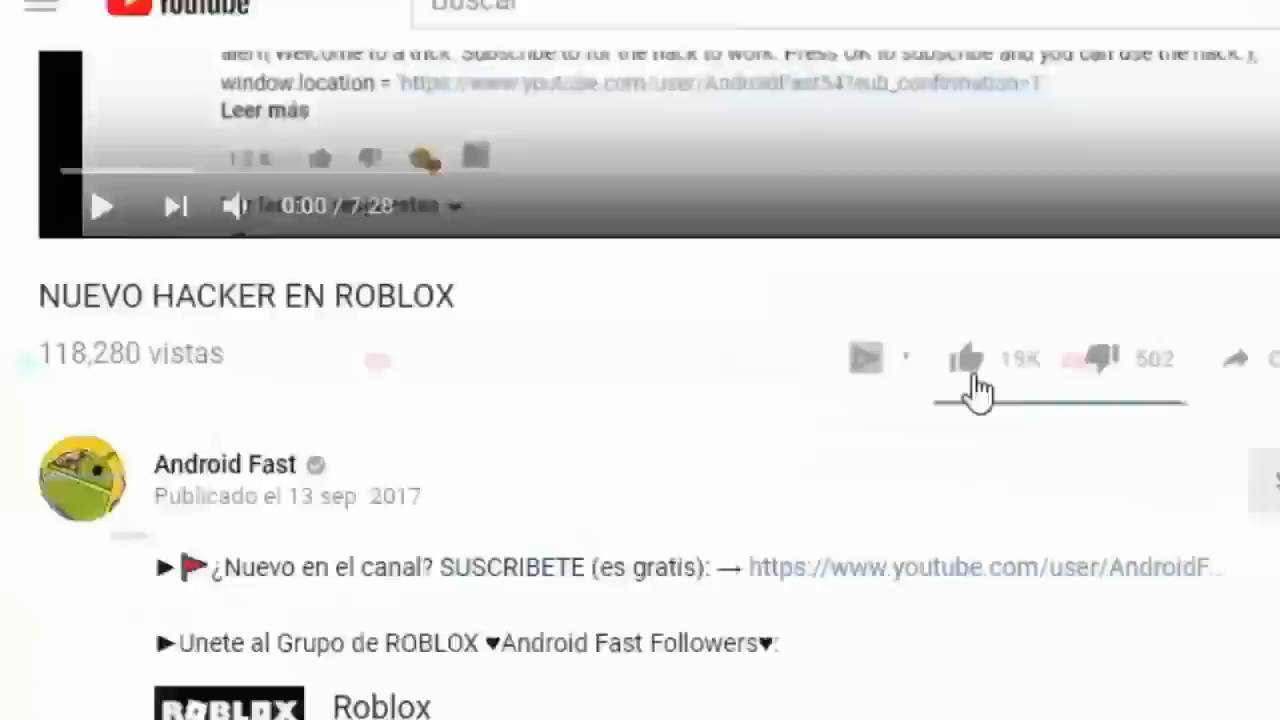 YouTube
Buscar
alert( Welcome to a trick. Subscribe to for the hack to work. Press OK to subscribe and you can use the hack. );
window.location = 'https://www.youtube.com/user/AndroidFast54?sub_confirmation=1'
Leer más
0:00 / 7:28
NUEVO HACKER EN ROBLOX
118,280 vistas
19K 502
Android Fast
Publicado el 13 sep. 2017
►🚩¿Nuevo en el canal? SUSCRIBETE (es gratis): → https://www.youtube.com/user/AndroidF...
►Unete al Grupo de ROBLOX ♥Android Fast Followers♥:
ROBLOX Roblox